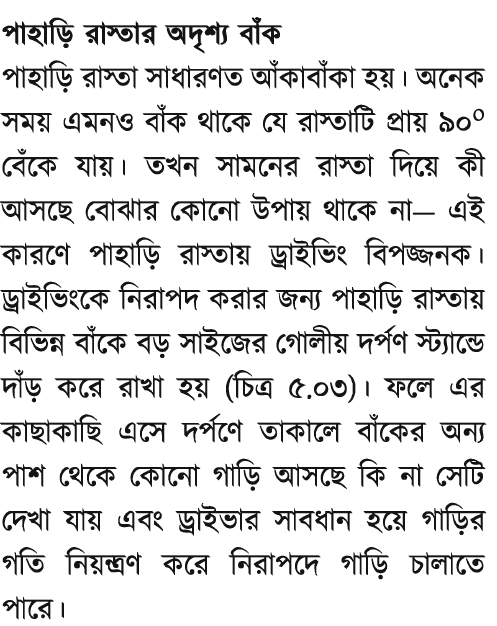 পাহাড়ি রাস্তার অদৃশ্য বাঁক
পাহাড়ি রাস্তা সাধারণত আঁকাবাঁকা হয়। অনেক
সময় এমনও বাঁক থাকে যে রাস্তাটি প্রায় ৯০⁰
বেঁকে যায়। তখন সামনের রাস্তা দিয়ে কী
আসছে বোঝার কোনো উপায় থাকে না— এই
কারণে পাহাড়ি রাস্তায় ড্রাইভিং বিপজ্জনক।
ড্রাইভিংকে নিরাপদ করার জন্য পাহাড়ি রাস্তায়
বিভিন্ন বাঁকে বড় সাইজের গোলীয় দর্পণ স্ট্যান্ডে
দাঁড় করে রাখা হয় (চিত্র ৫.০৩)। ফলে এর
কাছাকাছি এসে দর্পণে তাকালে বাঁকের অন্য
পাশ থেকে কোনো গাড়ি আসছে কি না সেটি
দেখা যায় এবং ড্রাইভার সাবধান হয়ে গাড়ির
গতি নিয়ন্ত্রণ করে নিরাপদে গাড়ি চালাতে
পারে।